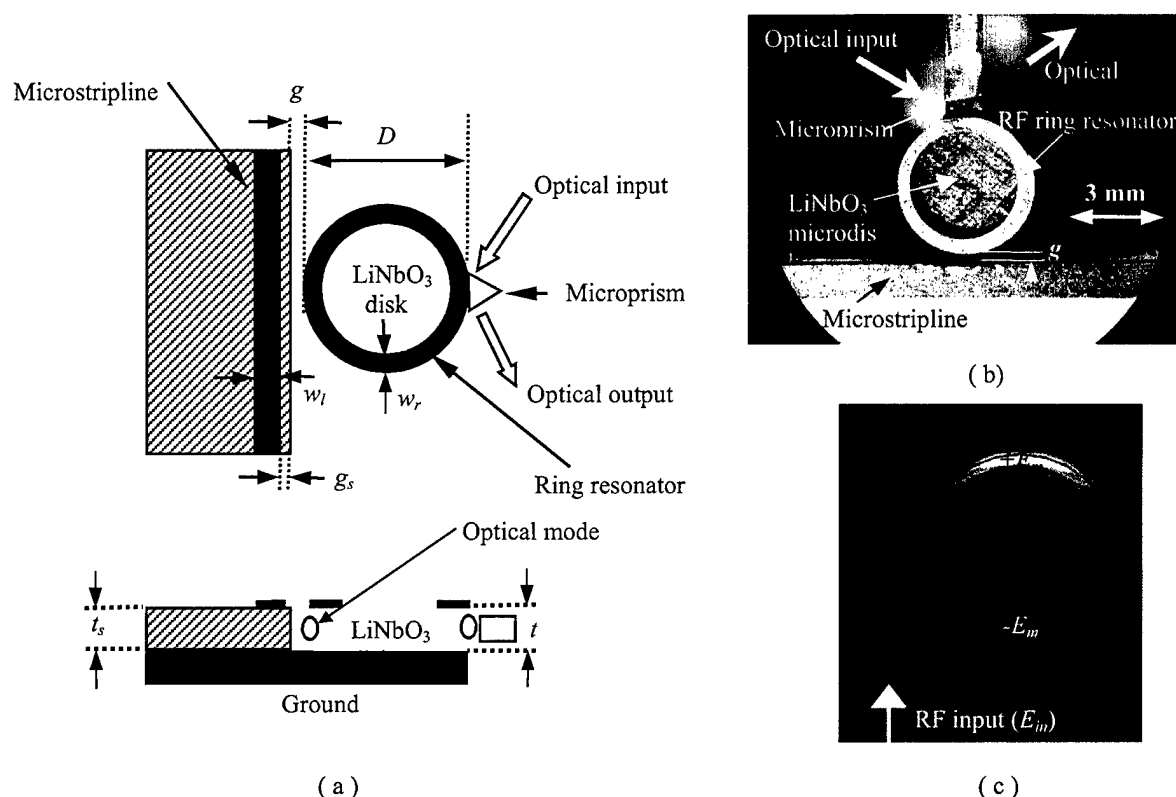 Microstripline
g
D
Optical input
LiNbO3
disk
Microprism
wl
wr
Optical output
gs
Ring resonator
Optical mode
ts
LiNbO3
t
Ground
( a )
Optical input
Optical
Microprism
RF ring resonator
LiNbO3
microdis
3 mm
g
Microstripline
( b )
+E
-Em
RF input (Ein)
( c )